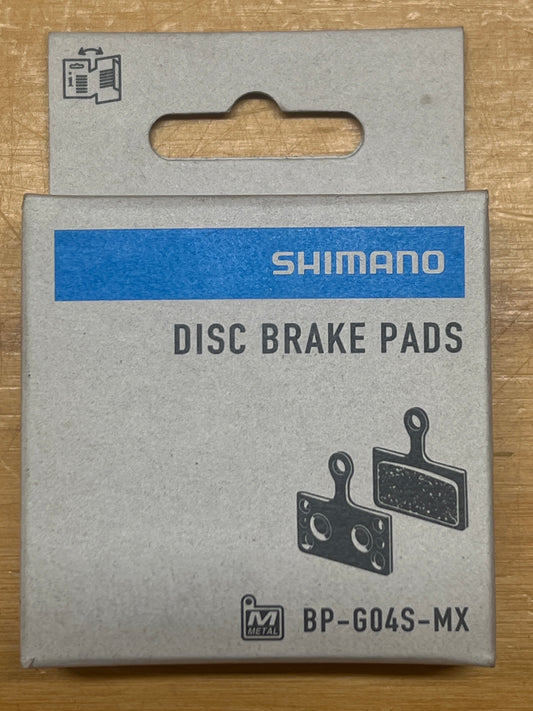 SHIMANO
DISC BRAKE PADS
M
METAL
BP-G04S-MX